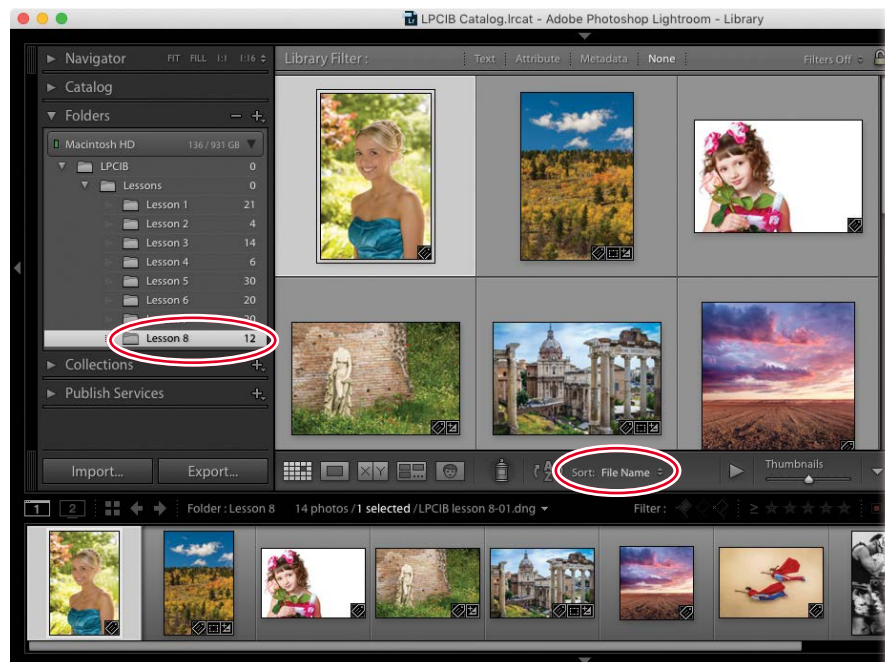 LPCIB Catalog.lrcat - Adobe Photoshop Lightroom - Library
Navigator FIT FILL 1:1 1:16
Library Filter : Text Attribute Metadata None Filters Off
Catalog
Folders
Macintosh HD 136 / 931 GB
LPCIB 0
Lessons 0
Lesson 1 21
Lesson 2 4
Lesson 3 14
Lesson 4 6
Lesson 5 30
Lesson 6 20
Lesson 8 12
Collections
Publish Services
Import... Export...
X Y
Sort: File Name
Thumbnails
1 2 Folder : Lesson 8 14 photos / 1 selected / LPCIB lesson 8-01.dng Filter :